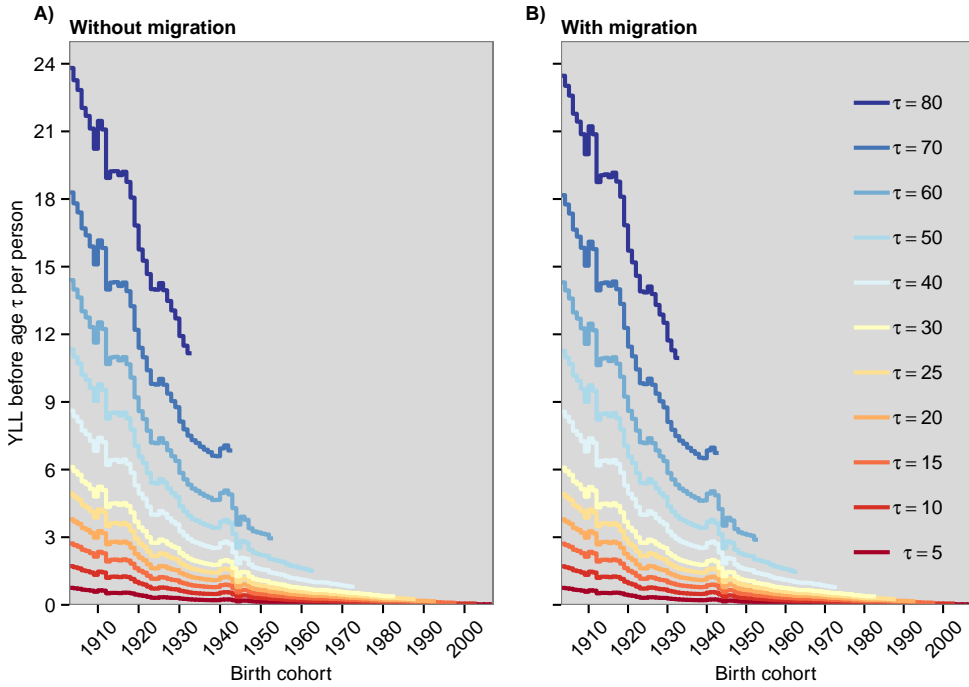 A)
Without migration
B)
With migration
YLL before age τ per person
24
21
18
15
12
9
6
3
0
1910
1920
1930
1940
1950
1960
1970
1980
1990
2000
Birth cohort
1910
1920
1930
1940
1950
1960
1970
1980
1990
2000
Birth cohort
τ = 80
τ = 70
τ = 60
τ = 50
τ = 40
τ = 30
τ = 25
τ = 20
τ = 15
τ = 10
τ = 5